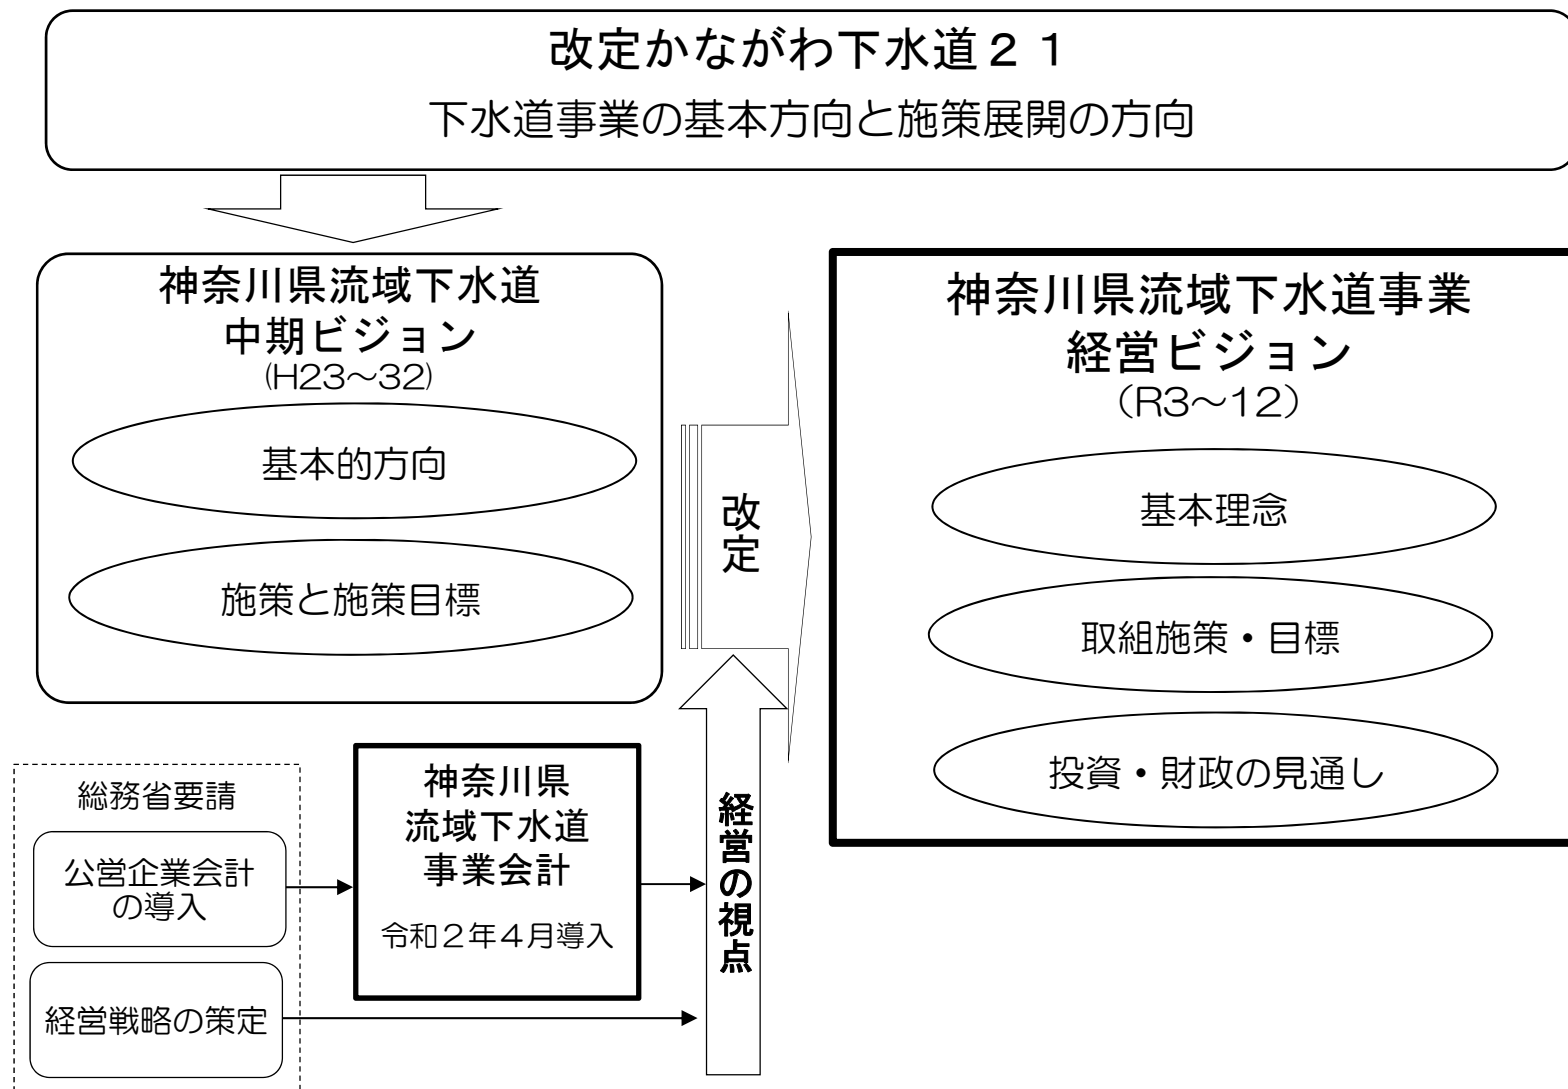 改定かながわ下水道２１
下水道事業の基本方向と施策展開の方向
神奈川県流域下水道
中期ビジョン
(H23～32)
基本的方向
施策と施策目標
改定
神奈川県流域下水道事業
経営ビジョン
（R3～12）
基本理念
取組施策・目標
投資・財政の見通し
総務省要請
公営企業会計
の導入
経営戦略の策定
神奈川県
流域下水道
事業会計
令和２年４月導入
経営の視点